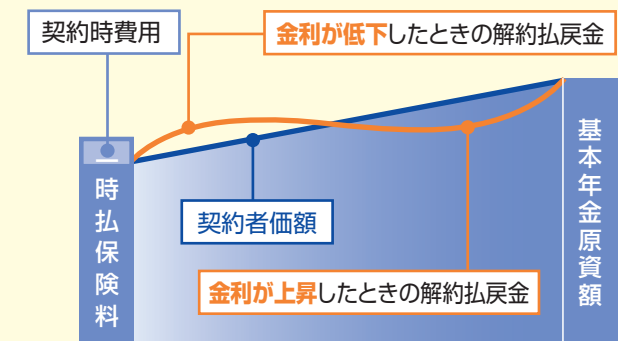 契約時費用
金利が低下したときの解約払戻金
一時払保険料
契約者価額
金利が上昇したときの解約払戻金
基本年金原資額